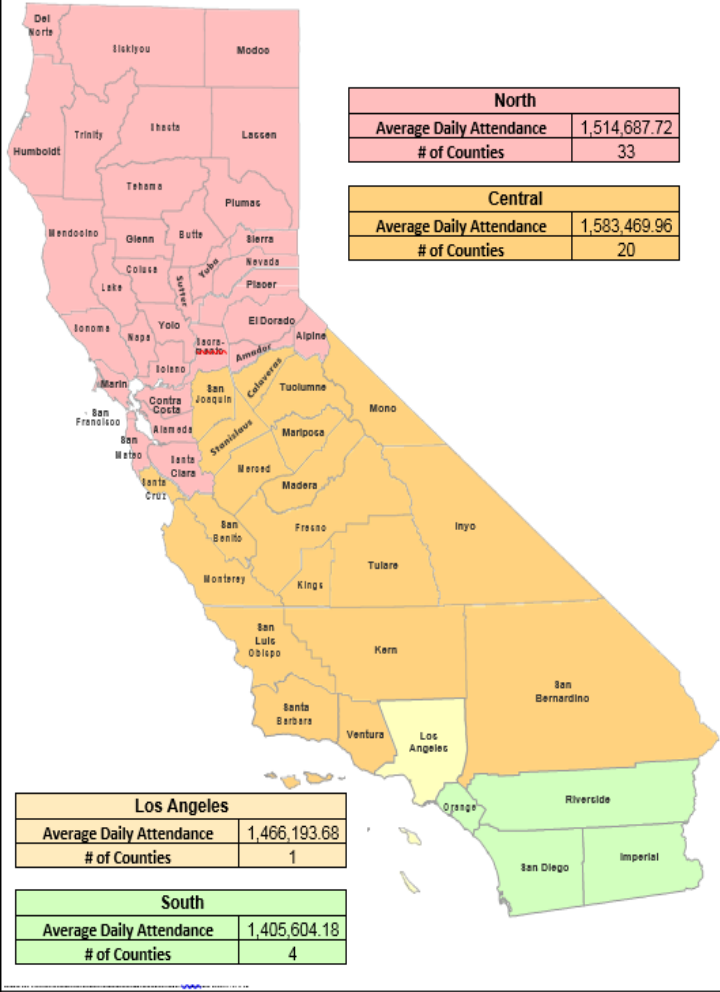 Del
Norte
Siskiyou
Modoc
North
Average Daily Attendance 1,514,687.72
# of Counties 33
Humboldt
Trinity
Shasta
Lassen
Central
Average Daily Attendance 1,583,469.96
# of Counties 20
Tehama
Plumas
Mendocino
Glenn
Butte
Sierra
Colusa
Yuba
Nevada
Lake
Sutter
Placer
Sonoma
Napa
Yolo
El Dorado
Sacra-
mento
Amador
Alpine
Solano
Marin
Contra
Costa
San
Joaquin
Calaveras
Tuolumne
Mono
San
Francisco
Alameda
Stanislaus
Mariposa
San
Mateo
Santa
Clara
Merced
Madera
Santa
Cruz
San
Benito
Fresno
Inyo
Monterey
Kings
Tulare
San
Luis
Obispo
Kern
San
Bernardino
Santa
Barbara
Ventura
Los
Angeles
Orange
Riverside
San Diego
Imperial
Los Angeles
Average Daily Attendance 1,466,193.68
# of Counties 1
South
Average Daily Attendance 1,405,604.18
# of Counties 4